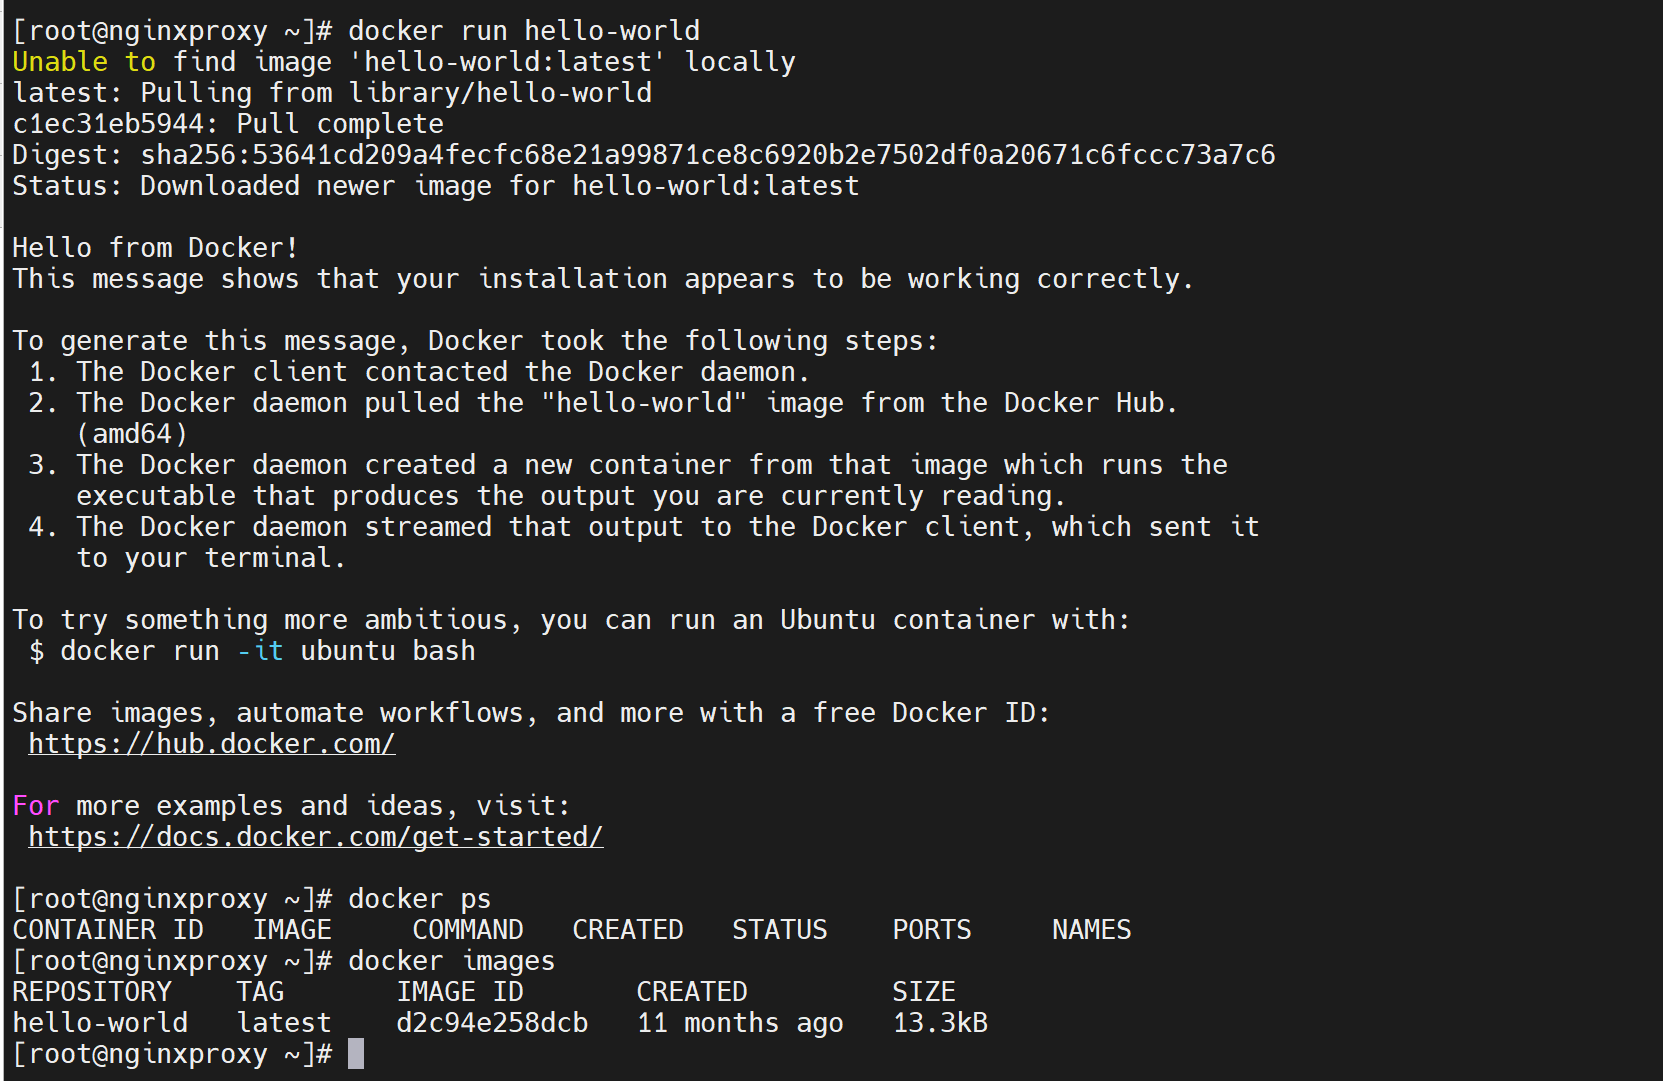 [root@nginxproxy ~]# docker run hello-world
Unable to find image 'hello-world:latest' locally
latest: Pulling from library/hello-world
c1ec31eb5944: Pull complete
Digest: sha256:53641cd209a4fecfc68e21a99871ce8c6920b2e7502df0a20671c6fccc73a7c6
Status: Downloaded newer image for hello-world:latest

Hello from Docker!
This message shows that your installation appears to be working correctly.

To generate this message, Docker took the following steps:
 1. The Docker client contacted the Docker daemon.
 2. The Docker daemon pulled the "hello-world" image from the Docker Hub.
    (amd64)
 3. The Docker daemon created a new container from that image which runs the
    executable that produces the output you are currently reading.
 4. The Docker daemon streamed that output to the Docker client, which sent it
    to your terminal.

To try something more ambitious, you can run an Ubuntu container with:
 $ docker run -it ubuntu bash

Share images, automate workflows, and more with a free Docker ID:
 https://hub.docker.com/

For more examples and ideas, visit:
 https://docs.docker.com/get-started/

[root@nginxproxy ~]# docker ps
CONTAINER ID   IMAGE     COMMAND   CREATED   STATUS    PORTS     NAMES
[root@nginxproxy ~]# docker images
REPOSITORY    TAG       IMAGE ID       CREATED         SIZE
hello-world   latest    d2c94e258dcb   11 months ago   13.3kB
[root@nginxproxy ~]#